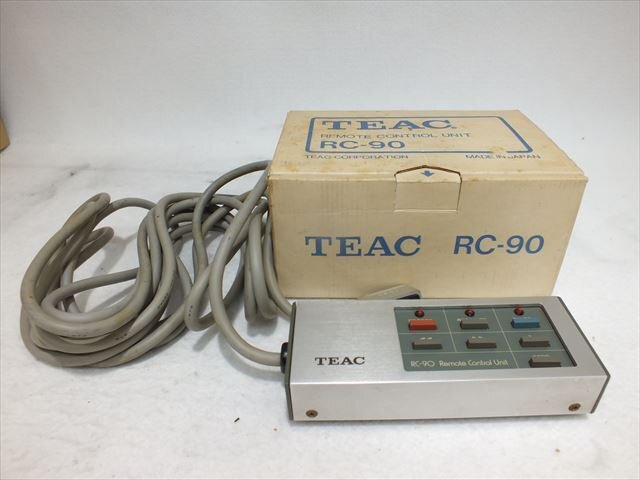 TEAC
REMOTE CONTROL UNIT
RC-90
TEAC CORPORATION
MADE IN JAPAN
TEAC RC-90
TEAC
RC-90 Remote Control Unit